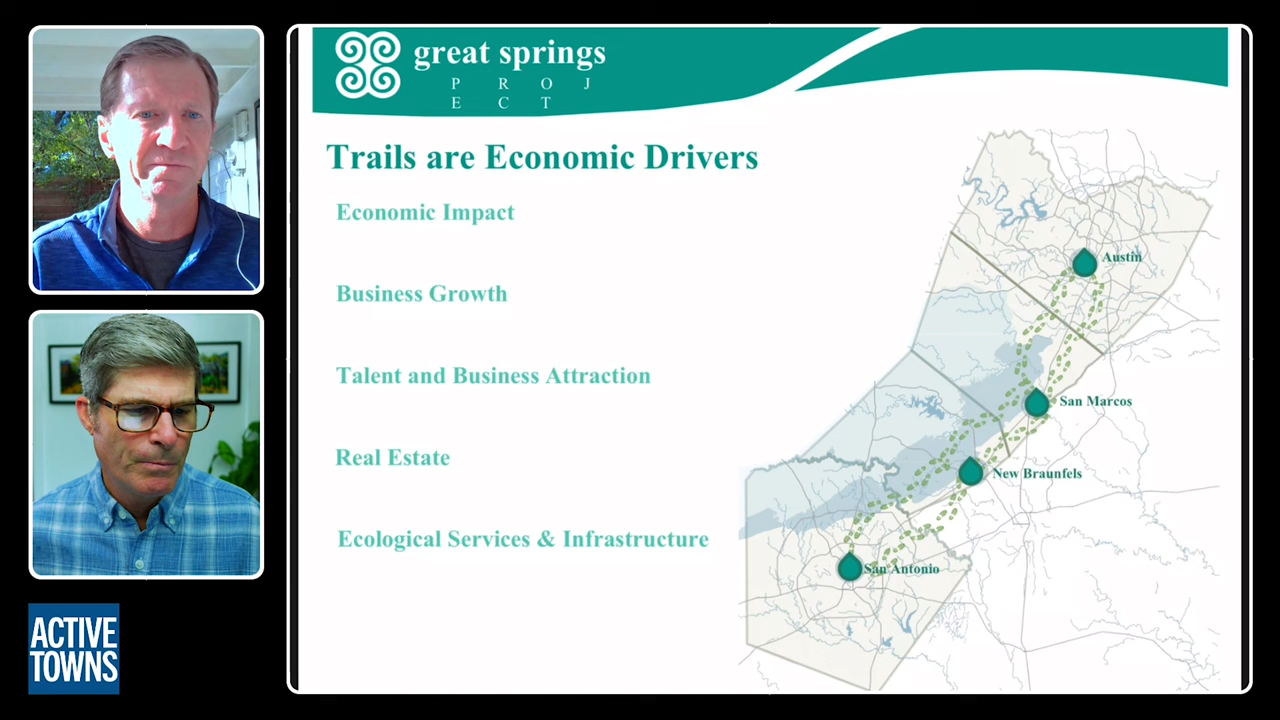 great springs
P R O J
E C T
Trails are Economic Drivers
Economic Impact
Business Growth
Talent and Business Attraction
Real Estate
Ecological Services & Infrastructure
Austin
San Marcos
New Braunfels
San Antonio
ACTIVE
TOWNS